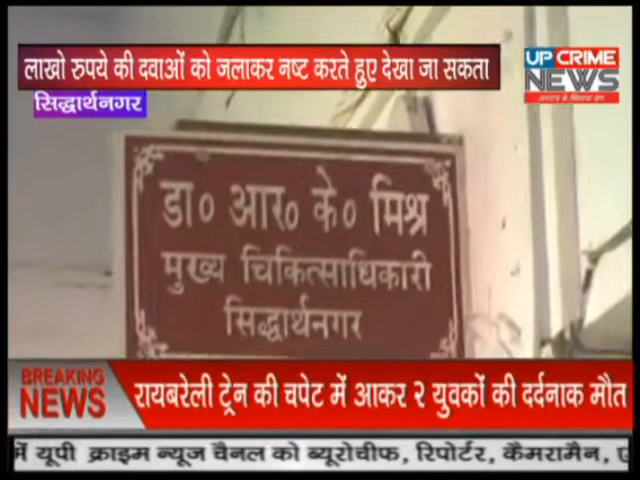 लाखो रुपये की दवाओं को जलाकर नष्ट करते हुए देखा जा सकता
UP CRIME
NEWS
सिद्धार्थनगर
डा० आर० के० मिश्र
मुख्य चिकित्साधिकारी
सिद्धार्थनगर
BREAKING
NEWS
रायबरेली ट्रेन की चपेट में आकर २ युवकों की दर्दनाक मौत
में यूपी क्राइम न्यूज चैनल को ब्यूरोचीफ, रिपोर्टर, कैमरामैन,